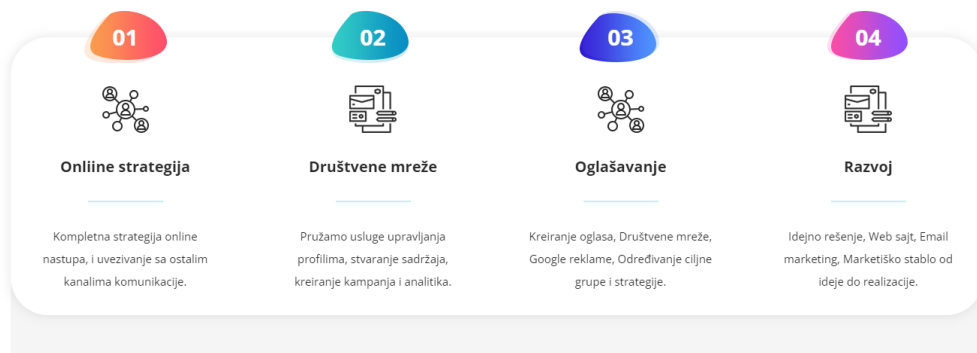 01
Onliine strategija
Kompletna strategija online
nastupa, i uvezivanje sa ostalim
kanalima komunikacije.
02
Društvene mreže
Pružamo usluge upravljanja
profilima, stvaranje sadržaja,
kreiranje kampanja i analitika.
03
Oglašavanje
Kreiranje oglasa, Društvene mreže,
Google reklame, Određivanje ciljne
grupe i strategije.
04
Razvoj
Idejno rešenje, Web sajt, Email
marketing, Marketiško stablo od
ideje do realizacije.